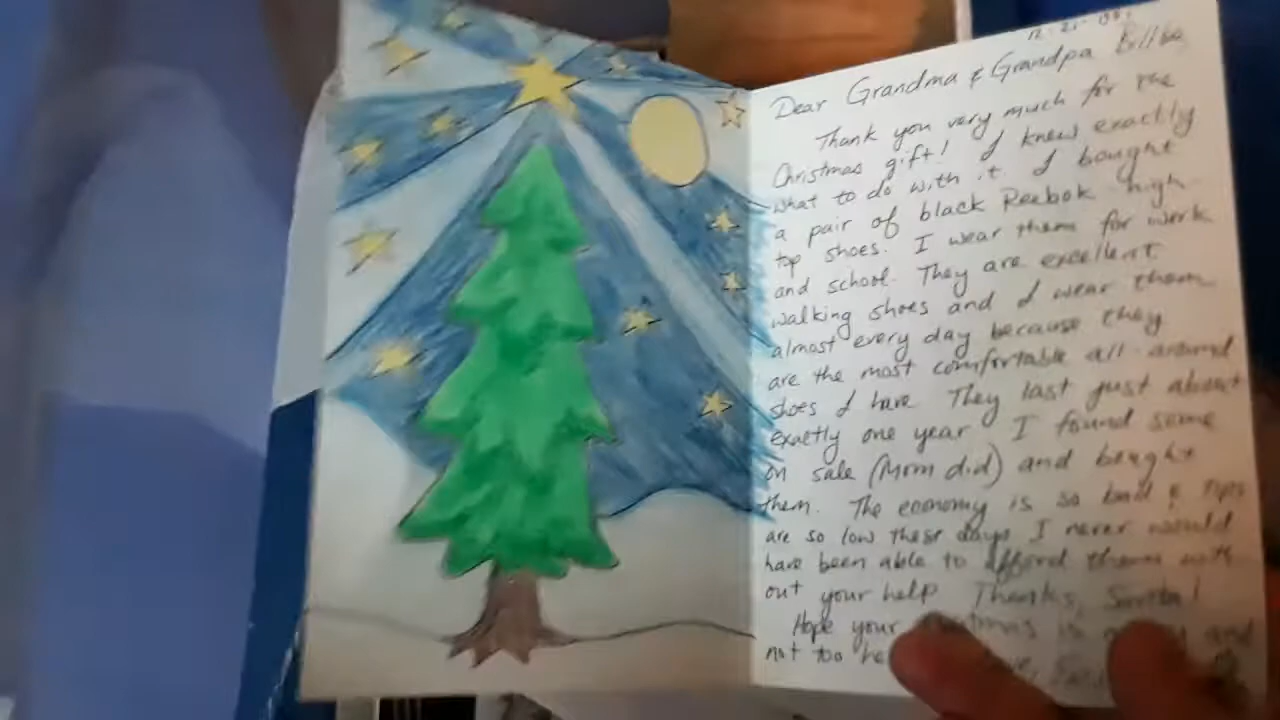 Dear Grandma & Grandpa
Thank you very much for the
Christmas gift! I knew exactly
what to do with it. I bought
a pair of black Reebok high-
top shoes. I wear them for work
and school. They are excellent
walking shoes and I wear them
almost every day because they
are the most comfortable all-around
shoes I have. They last just about
exactly one year. I found some
on sale (Mom did) and bought
them. The economy is so bad & tips
are so low these days I never would
have been able to afford them with
out your help. Thanks, Santa!
Hope your is and
not too